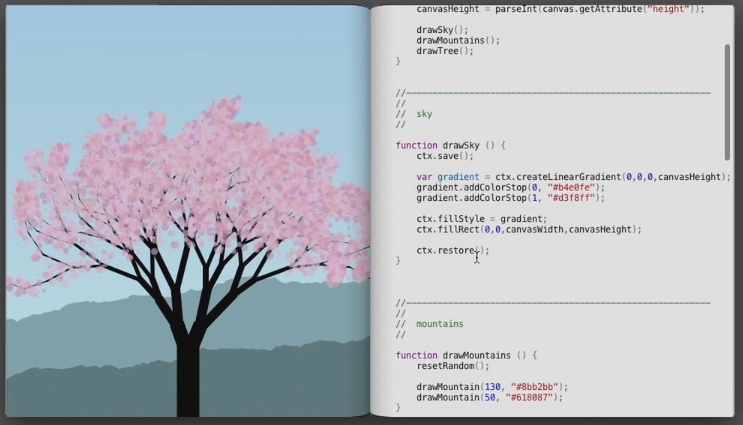 canvasHeight = parseInt(canvas.getAttribute("height"));
drawSky();
drawMountains();
drawTree();
}
//----------------------------------------------------------
//
//  sky
//
function drawSky () {
ctx.save();
var gradient = ctx.createLinearGradient(0,0,0,canvasHeight);
gradient.addColorStop(0, "#b4e0fe");
gradient.addColorStop(1, "#d3f8ff");
ctx.fillStyle = gradient;
ctx.fillRect(0,0,canvasWidth,canvasHeight);
ctx.restore();
}
//----------------------------------------------------------
//
//  mountains
//
function drawMountains () {
resetRandom();
drawMountain(130, "#8bb2bb");
drawMountain(50, "#618087");
}